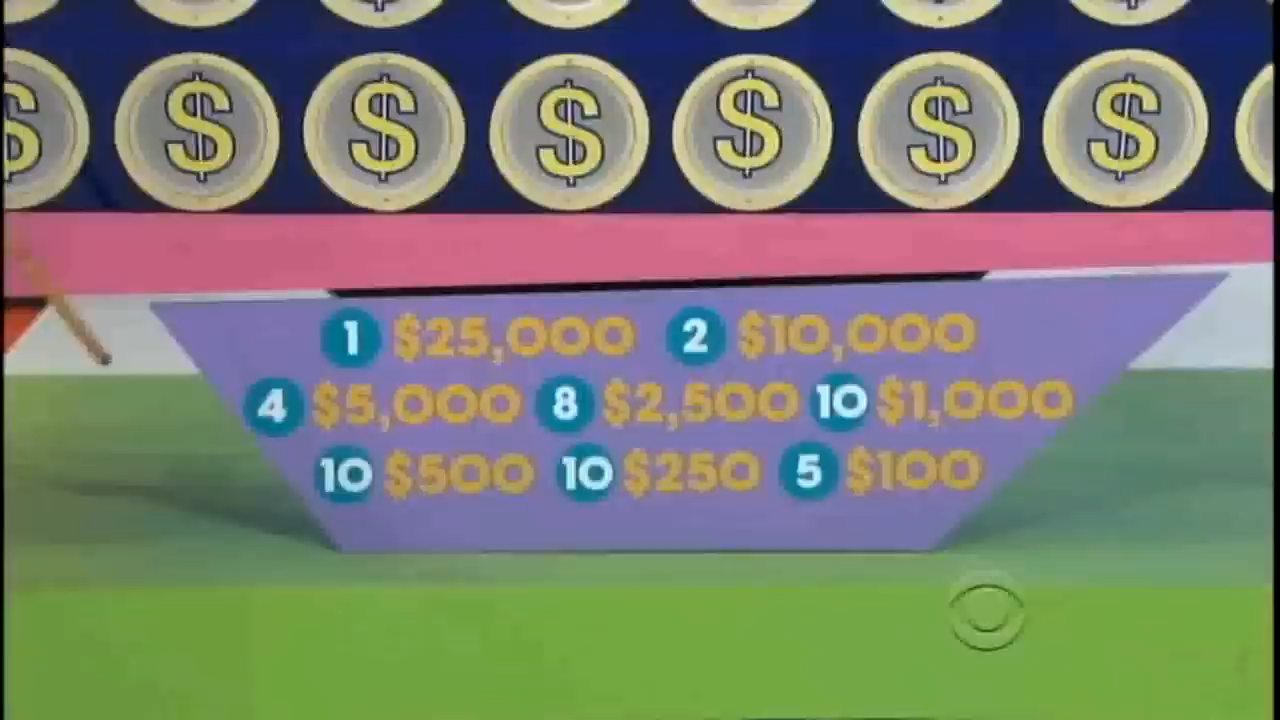 $ $ $ $ $ $ $
1 $25,000 2 $10,000
4 $5,000 8 $2,500 10 $1,000
10 $500 10 $250 5 $100